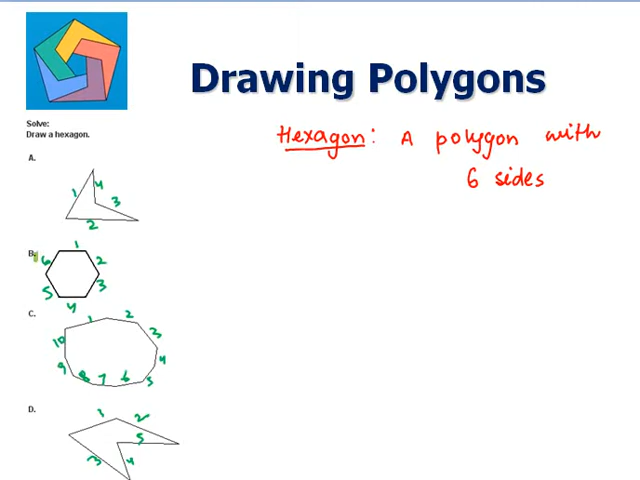 Drawing Polygons
Solve:
Draw a hexagon.
Hexagon: A polygon with
6 sides
A.
1
4
3
2
B.
6
1
2
3
4
5
C.
1
2
3
4
5
6
7
8
9
10
D.
1
2
5
3
4